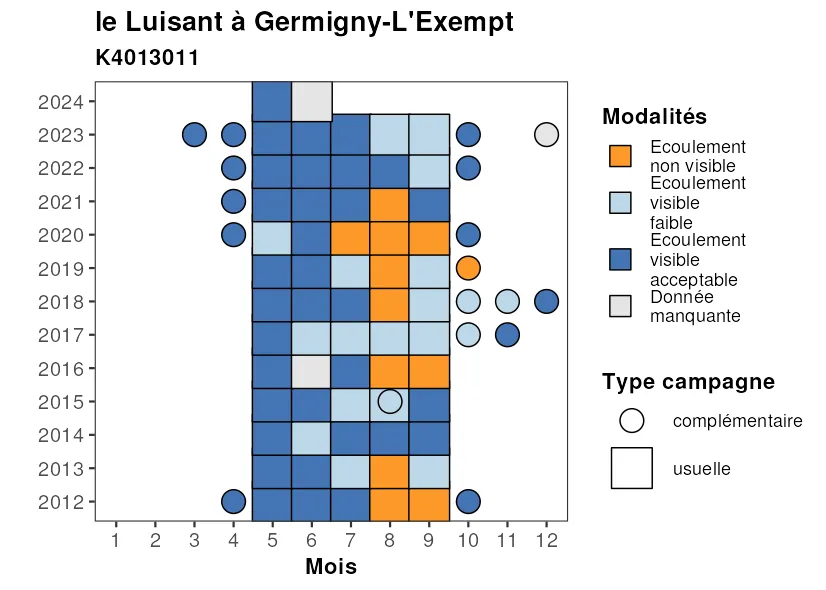 le Luisant à Germigny-L'Exempt
K4013011
2024
2023
2022
2021
2020
2019
2018
2017
2016
2015
2014
2013
2012
1 2 3 4 5 6 7 8 9 10 11 12
Mois
Modalités
Ecoulement
non visible
Ecoulement
visible
faible
Ecoulement
visible
acceptable
Donnée
manquante
Type campagne
complémentaire
usuelle